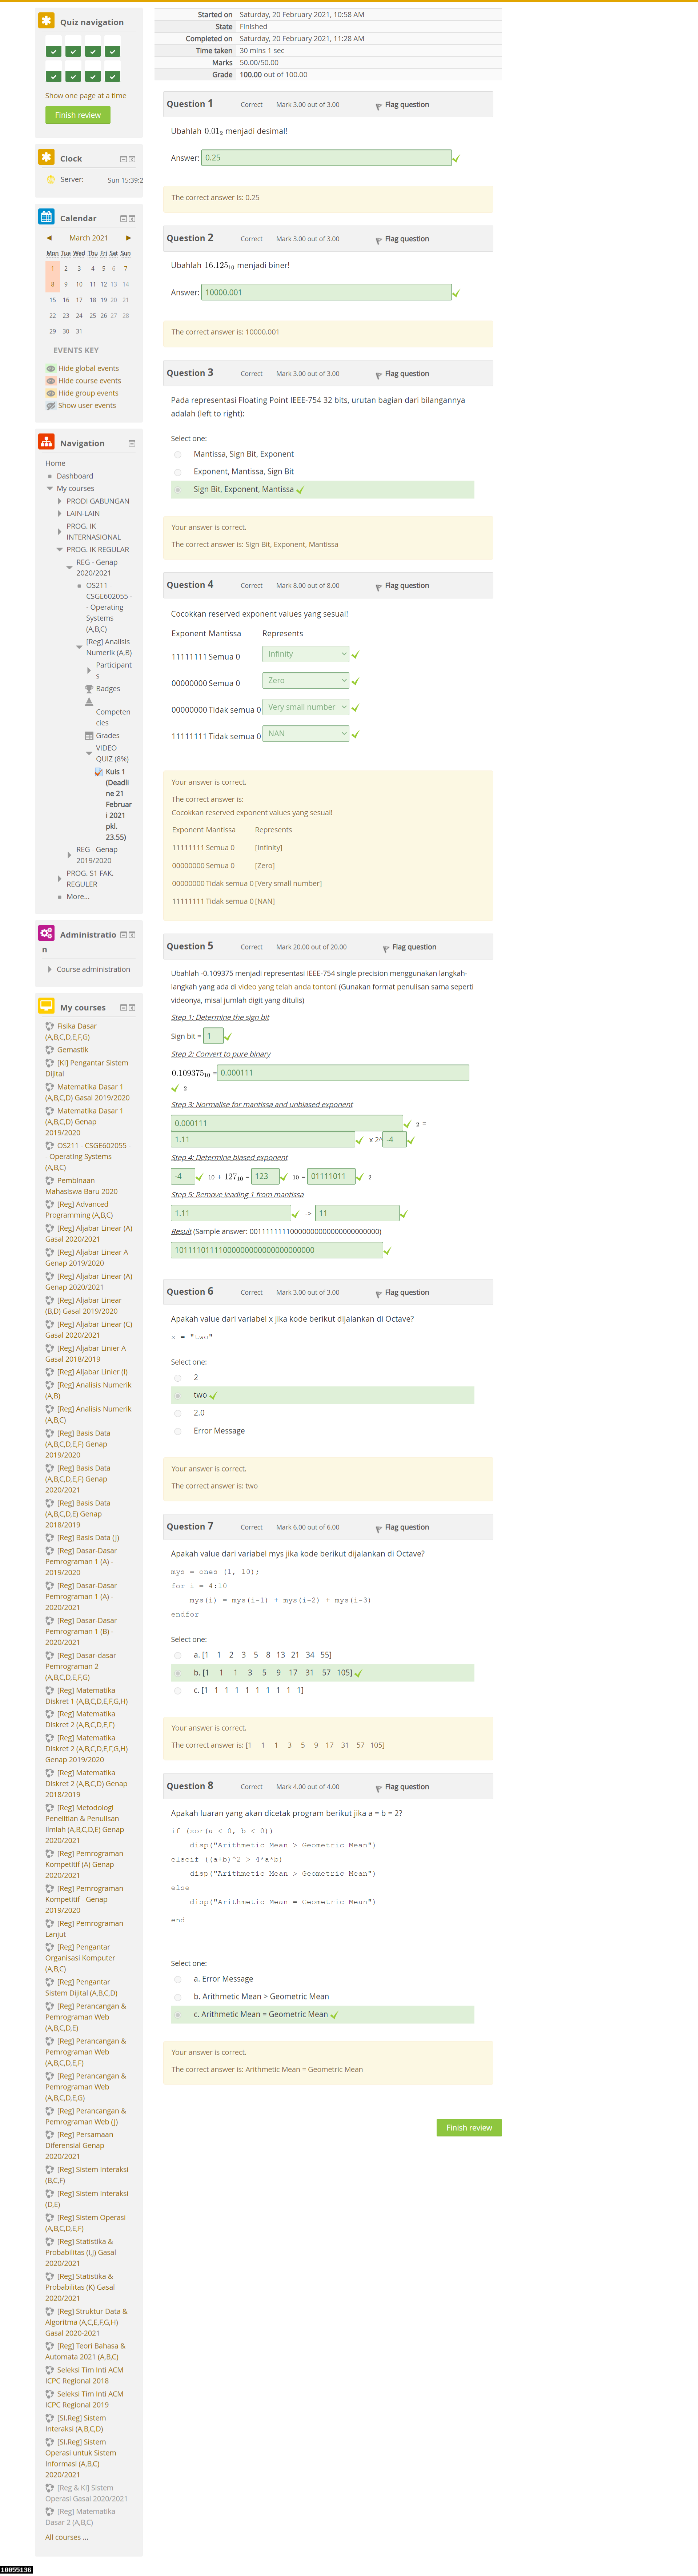 Quiz navigation
Show one page at a time
Finish review
Clock
Server:
Sun 15:39:2
Calendar
◄ March 2021 ►
Mon Tue Wed Thu Fri Sat Sun
1 2 3 4 5 6 7
8 9 10 11 12 13 14
15 16 17 18 19 20 21
22 23 24 25 26 27 28
29 30 31
EVENTS KEY
Hide global events
Hide course events
Hide group events
Show user events
Navigation
Home
Dashboard
My courses
PRODI GABUNGAN
LAIN-LAIN
PROG. IK
INTERNASIONAL
PROG. IK REGULAR
REG - Genap
2020/2021
OS211 -
CSGE602055 -
- Operating
Systems
(A,B,C)
[Reg] Analisis
Numerik (A,B)
Participant
s
Badges
Competen
cies
Grades
VIDEO
QUIZ (8%)
Kuis 1
(Deadli
ne 21
Februar
i 2021
pkl.
23.55)
REG - Genap
2019/2020
PROG. S1 FAK.
REGULER
More...
Administratio
n
Course administration
My courses
Fisika Dasar
(A,B,C,D,E,F,G)
Gemastik
[KI] Pengantar Sistem
Dijital
Matematika Dasar 1
(A,B,C,D) Gasal 2019/2020
Matematika Dasar 1
(A,B,C,D) Genap
2019/2020
OS211 - CSGE602055 -
- Operating Systems
(A,B,C)
Pembinaan
Mahasiswa Baru 2020
[Reg] Advanced
Programming (A,B,C)
[Reg] Aljabar Linear (A)
Gasal 2020/2021
[Reg] Aljabar Linear A
Genap 2019/2020
[Reg] Aljabar Linear (A)
Genap 2020/2021
[Reg] Aljabar Linear
(B,D) Gasal 2019/2020
[Reg] Aljabar Linear (C)
Gasal 2020/2021
[Reg] Aljabar Linier A
Gasal 2018/2019
[Reg] Aljabar Linier (I)
[Reg] Analisis Numerik
(A,B)
[Reg] Analisis Numerik
(A,B,C)
[Reg] Basis Data
(A,B,C,D,E,F) Genap
2019/2020
[Reg] Basis Data
(A,B,C,D,E,F) Genap
2020/2021
[Reg] Basis Data
(A,B,C,D,E) Genap
2018/2019
[Reg] Basis Data (J)
[Reg] Dasar-Dasar
Pemrograman 1 (A) -
2019/2020
[Reg] Dasar-Dasar
Pemrograman 1 (A) -
2020/2021
[Reg] Dasar-Dasar
Pemrograman 1 (B) -
2020/2021
[Reg] Dasar-dasar
Pemrograman 2
(A,B,C,D,E,F,G)
[Reg] Matematika
Diskret 1 (A,B,C,D,E,F,G,H)
[Reg] Matematika
Diskret 2 (A,B,C,D,E,F)
[Reg] Matematika
Diskret 2 (A,B,C,D,E,F,G,H)
Genap 2019/2020
[Reg] Matematika
Diskret 2 (A,B,C,D) Genap
2018/2019
[Reg] Metodologi
Penelitian & Penulisan
Ilmiah (A,B,C,D,E) Genap
2020/2021
[Reg] Pemrograman
Kompetitif (A) Genap
2020/2021
[Reg] Pemrograman
Kompetitif - Genap
2019/2020
[Reg] Pemrograman
Lanjut
[Reg] Pengantar
Organisasi Komputer
(A,B,C)
[Reg] Pengantar
Sistem Dijital (A,B,C,D)
[Reg] Perancangan &
Pemrograman Web
(A,B,C,D,E)
[Reg] Perancangan &
Pemrograman Web
(A,B,C,D,E,F)
[Reg] Perancangan &
Pemrograman Web
(A,B,C,D,E,G)
[Reg] Perancangan &
Pemrograman Web (J)
[Reg] Persamaan
Diferensial Genap
2020/2021
[Reg] Sistem Interaksi
(B,C,F)
[Reg] Sistem Interaksi
(D,E)
[Reg] Sistem Operasi
(A,B,C,D,E,F)
[Reg] Statistika &
Probabilitas (I,J) Gasal
2020/2021
[Reg] Statistika &
Probabilitas (K) Gasal
2020/2021
[Reg] Struktur Data &
Algoritma (A,C,E,F,G,H)
Gasal 2020-2021
[Reg] Teori Bahasa &
Automata 2021 (A,B,C)
Seleksi Tim Inti ACM
ICPC Regional 2018
Seleksi Tim Inti ACM
ICPC Regional 2019
[SI.Reg] Sistem
Interaksi (A,B,C,D)
[SI.Reg] Sistem
Operasi untuk Sistem
Informasi (A,B,C)
2020/2021
[Reg & KI] Sistem
Operasi Gasal 2020/2021
[Reg] Matematika
Dasar 2 (A,B,C)
All courses ...
Started on Saturday, 20 February 2021, 10:58 AM
State Finished
Completed on Saturday, 20 February 2021, 11:28 AM
Time taken 30 mins 1 sec
Marks 50.00/50.00
Grade 100.00 out of 100.00
Question 1 Correct Mark 3.00 out of 3.00 Flag question
Ubahlah 0.01₂ menjadi desimal!
Answer: 0.25
The correct answer is: 0.25
Question 2 Correct Mark 3.00 out of 3.00 Flag question
Ubahlah 16.125₁₀ menjadi biner!
Answer: 10000.001
The correct answer is: 10000.001
Question 3 Correct Mark 3.00 out of 3.00 Flag question
Pada representasi Floating Point IEEE-754 32 bits, urutan bagian dari bilangannya
adalah (left to right):
Select one:
Mantissa, Sign Bit, Exponent
Exponent, Mantissa, Sign Bit
Sign Bit, Exponent, Mantissa
Your answer is correct.
The correct answer is: Sign Bit, Exponent, Mantissa
Question 4 Correct Mark 8.00 out of 8.00 Flag question
Cocokkan reserved exponent values yang sesuai!
Exponent Mantissa Represents
11111111 Semua 0 Infinity
00000000 Semua 0 Zero
00000000 Tidak semua 0 Very small number
11111111 Tidak semua 0 NAN
Your answer is correct.
The correct answer is:
Cocokkan reserved exponent values yang sesuai!
Exponent Mantissa Represents
11111111 Semua 0 [Infinity]
00000000 Semua 0 [Zero]
00000000 Tidak semua 0 [Very small number]
11111111 Tidak semua 0 [NAN]
Question 5 Correct Mark 20.00 out of 20.00 Flag question
Ubahlah -0.109375 menjadi representasi IEEE-754 single precision menggunakan langkah-
langkah yang ada di video yang telah anda tonton! (Gunakan format penulisan sama seperti
videonya, misal jumlah digit yang ditulis)
Step 1: Determine the sign bit
Sign bit = 1
Step 2: Convert to pure binary
0.109375₁₀ = 0.000111
₂
Step 3: Normalise for mantissa and unbiased exponent
0.000111 ₂ =
1.11 x 2^ -4
Step 4: Determine biased exponent
-4 ₁₀ + 127₁₀ = 123 ₁₀ = 01111011 ₂
Step 5: Remove leading 1 from mantissa
1.11 -> 11
Result (Sample answer: 00111111110000000000000000000000)
10111101111000000000000000000000
Question 6 Correct Mark 3.00 out of 3.00 Flag question
Apakah value dari variabel x jika kode berikut dijalankan di Octave?
x = "two"
Select one:
2
two
2.0
Error Message
Your answer is correct.
The correct answer is: two
Question 7 Correct Mark 6.00 out of 6.00 Flag question
Apakah value dari variabel mys jika kode berikut dijalankan di Octave?
mys = ones (1, 10);
for i = 4:10
mys(i) = mys(i-1) + mys(i-2) + mys(i-3)
endfor
Select one:
a. [1 1 2 3 5 8 13 21 34 55]
b. [1 1 1 3 5 9 17 31 57 105]
c. [1 1 1 1 1 1 1 1 1 1]
Your answer is correct.
The correct answer is: [1 1 1 3 5 9 17 31 57 105]
Question 8 Correct Mark 4.00 out of 4.00 Flag question
Apakah luaran yang akan dicetak program berikut jika a = b = 2?
if (xor(a < 0, b < 0))
disp("Arithmetic Mean > Geometric Mean")
elseif ((a+b)^2 > 4*a*b)
disp("Arithmetic Mean > Geometric Mean")
else
disp("Arithmetic Mean = Geometric Mean")
end
Select one:
a. Error Message
b. Arithmetic Mean > Geometric Mean
c. Arithmetic Mean = Geometric Mean
Your answer is correct.
The correct answer is: Arithmetic Mean = Geometric Mean
Finish review
10055136